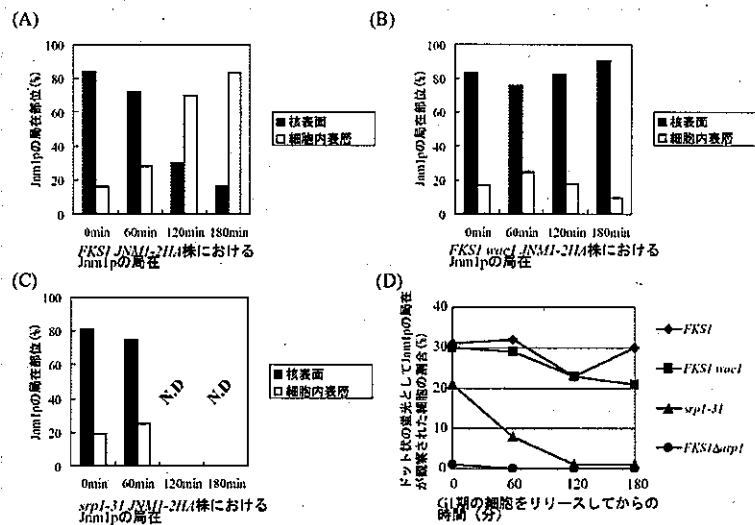 (A)
Jnm1pの局在部位(%)
100
80
60
40
20
0
0min 60min 120min 180min
核表面
細胞内表層
FKS1 JNM1-2HA株における
Jnm1pの局在
(B)
Jnm1pの局在部位(%)
100
80
60
40
20
0
0min 60min 120min 180min
核表面
細胞内表層
FKS1 wac1 JNM1-2HA株における
Jnm1pの局在
(C)
Jnm1pの局在部位(%)
100
80
60
40
20
0
N.D N.D
0min 60min 120min 180min
核表面
細胞内表層
srp1-31 JNM1-2HA株における
Jnm1pの局在
(D)
ドット状の蛍光としてJnm1pの局在
が観察された細胞の割合(%)
40
30
20
10
0
0 60 120 180
G1期の細胞をリリースしてからの
時間(分)
FKS1
FKS1 wac1
srp1-31
FKS1Δarp1